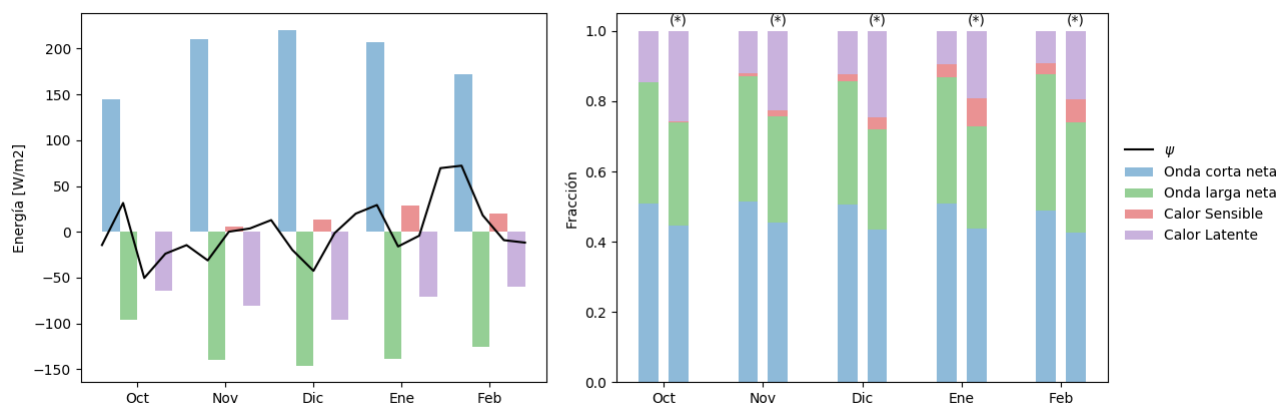 Energía [W/m2]
200
150
100
50
0
−50
−100
−150
Oct
Nov
Dic
Ene
Feb
Fracción
1.0
0.8
0.6
0.4
0.2
0.0
(*)
(*)
(*)
(*)
(*)
Oct
Nov
Dic
Ene
Feb
ψ
Onda corta neta
Onda larga neta
Calor Sensible
Calor Latente